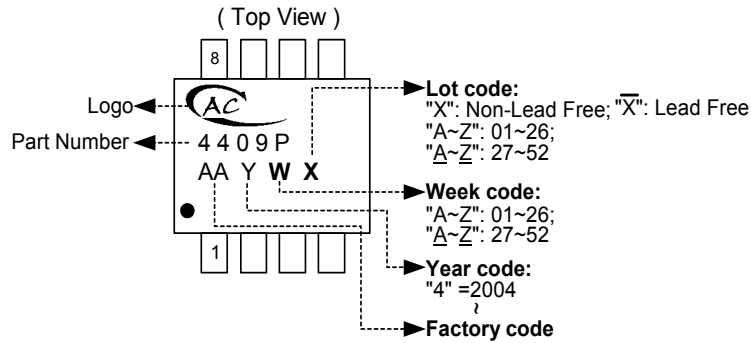 ( Top View )
8
AC
Logo
4409P
Part Number
AA Y W X
1
Lot code:
"X": Non-Lead Free; "X̅": Lead Free
"A~Z": 01~26;
"A̲~Z̲": 27~52
Week code:
"A~Z": 01~26;
"A̲~Z̲": 27~52
Year code:
"4" =2004
~
Factory code